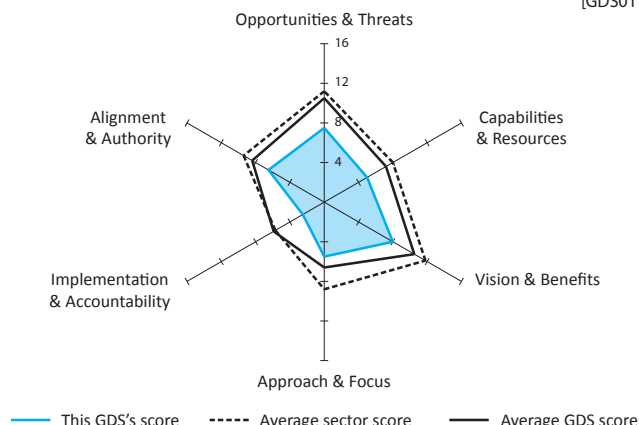 [GDS01
Opportunities & Threats
16
12
8
4
Alignment
& Authority
Capabilities
& Resources
Implementation
& Accountability
Vision & Benefits
Approach & Focus
This GDS's score
Average sector score
Average GDS score